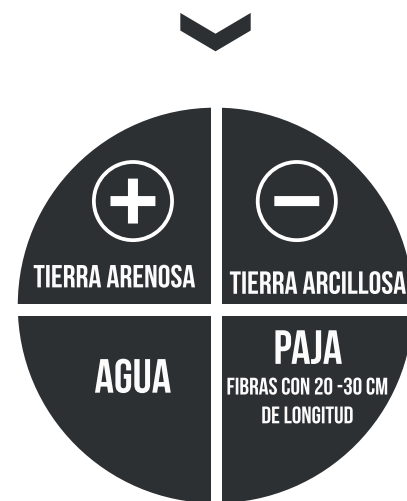 TIERRA ARENOSA
TIERRA ARCILLOSA
AGUA
PAJA
FIBRAS CON 20 -30 CM
DE LONGITUD